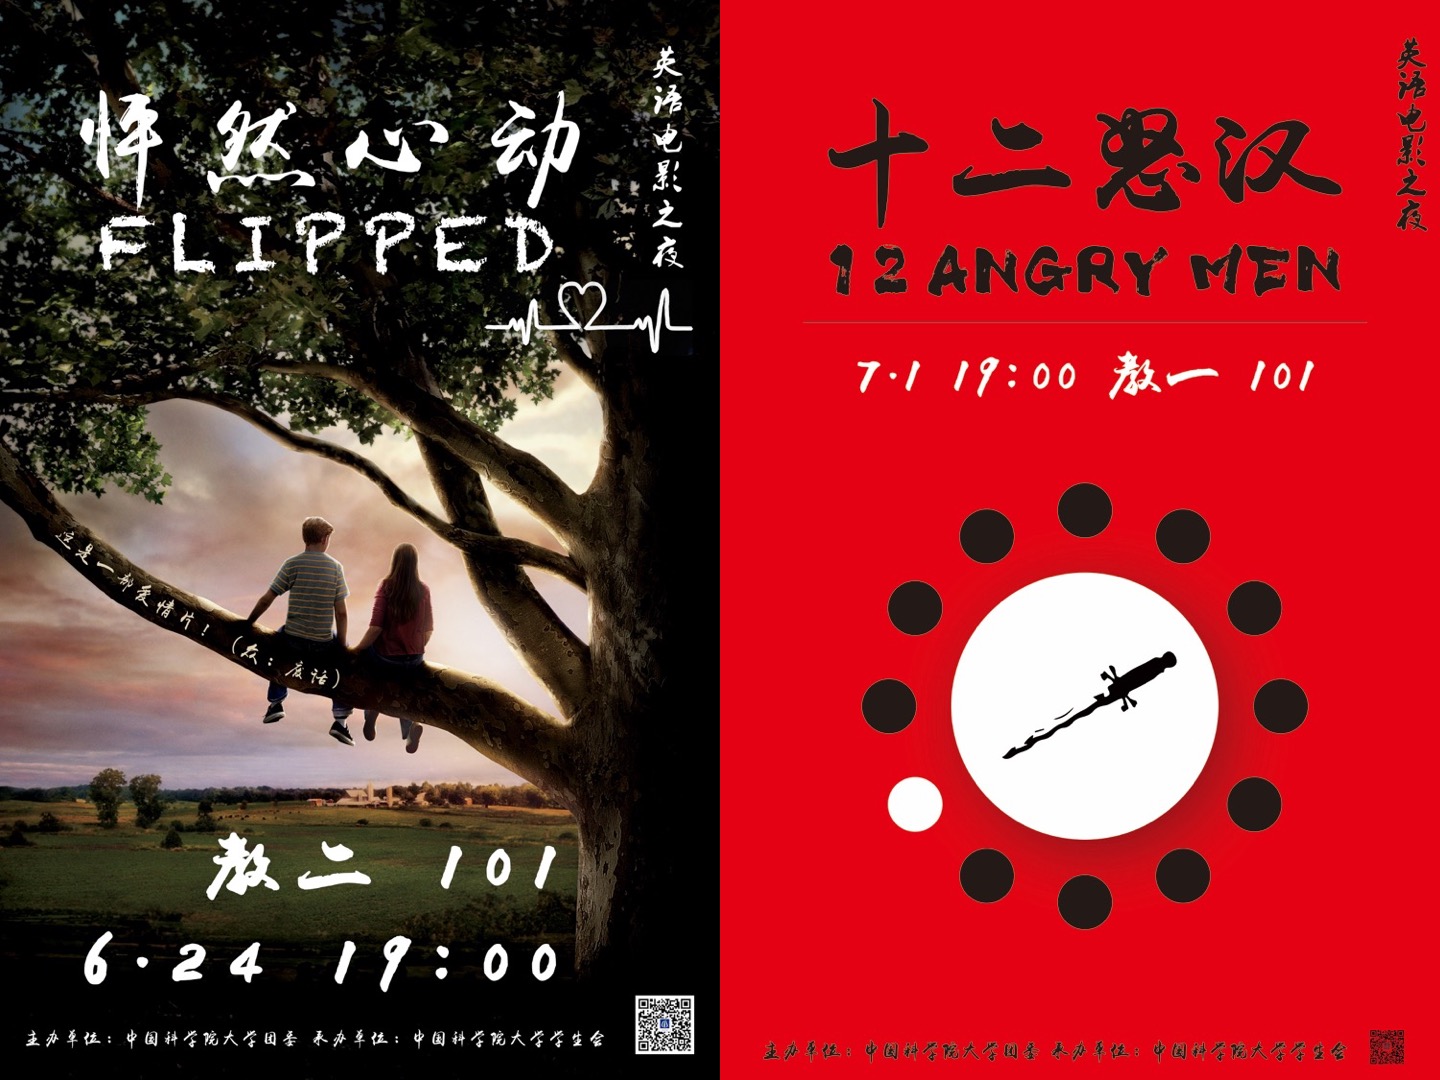 怦然心动
FLIPPED
英语电影之夜
这是一部爱情片！（众：废话）
教二 101
6·24 19:00
主办单位：中国科学院大学团委 承办单位：中国科学院大学学生会
英语电影之夜
十二怒汉
12 ANGRY MEN
7·1 19:00 教一 101
主办单位：中国科学院大学团委 承办单位：中国科学院大学学生会